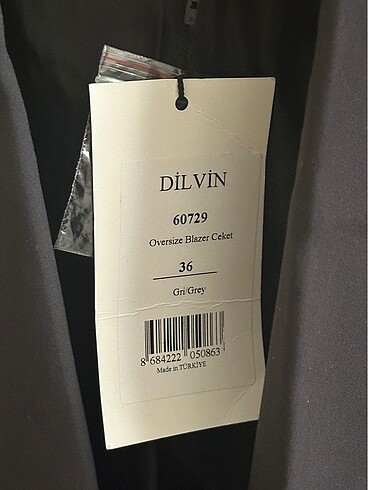 DİLVİN
60729
Oversize Blazer Ceket
36
Gri/Grey
8 684222 050863
Made in TÜRKİYE